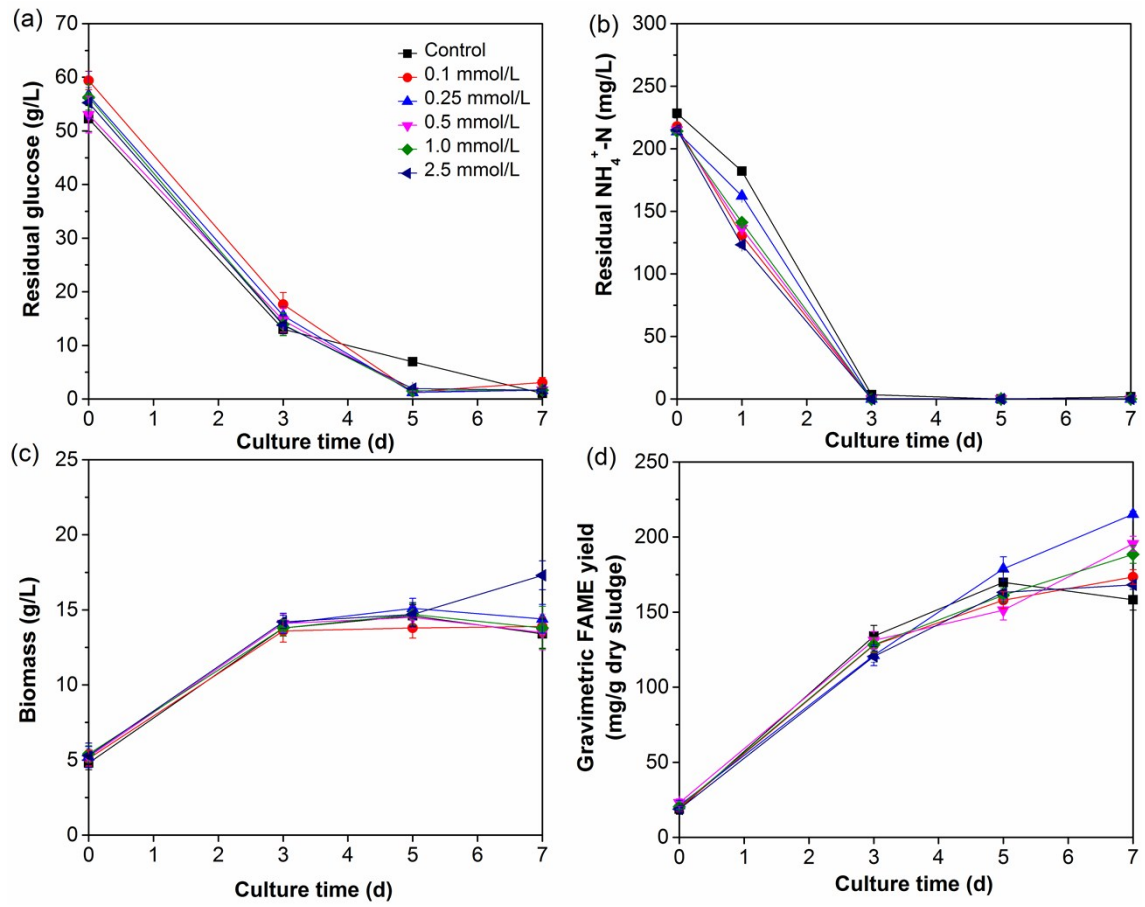 (a)
70
60
50
40
30
20
10
0
Residual glucose (g/L)
0 1 2 3 4 5 6 7
Culture time (d)
Control
0.1 mmol/L
0.25 mmol/L
0.5 mmol/L
1.0 mmol/L
2.5 mmol/L
(b)
300
250
200
150
100
50
0
Residual NH₄⁺-N (mg/L)
0 1 2 3 4 5 6 7
Culture time (d)
(c)
25
20
15
10
5
0
Biomass (g/L)
0 1 2 3 4 5 6 7
Culture time (d)
(d)
250
200
150
100
50
0
Gravimetric FAME yield
(mg/g dry sludge)
0 1 2 3 4 5 6 7
Culture time (d)